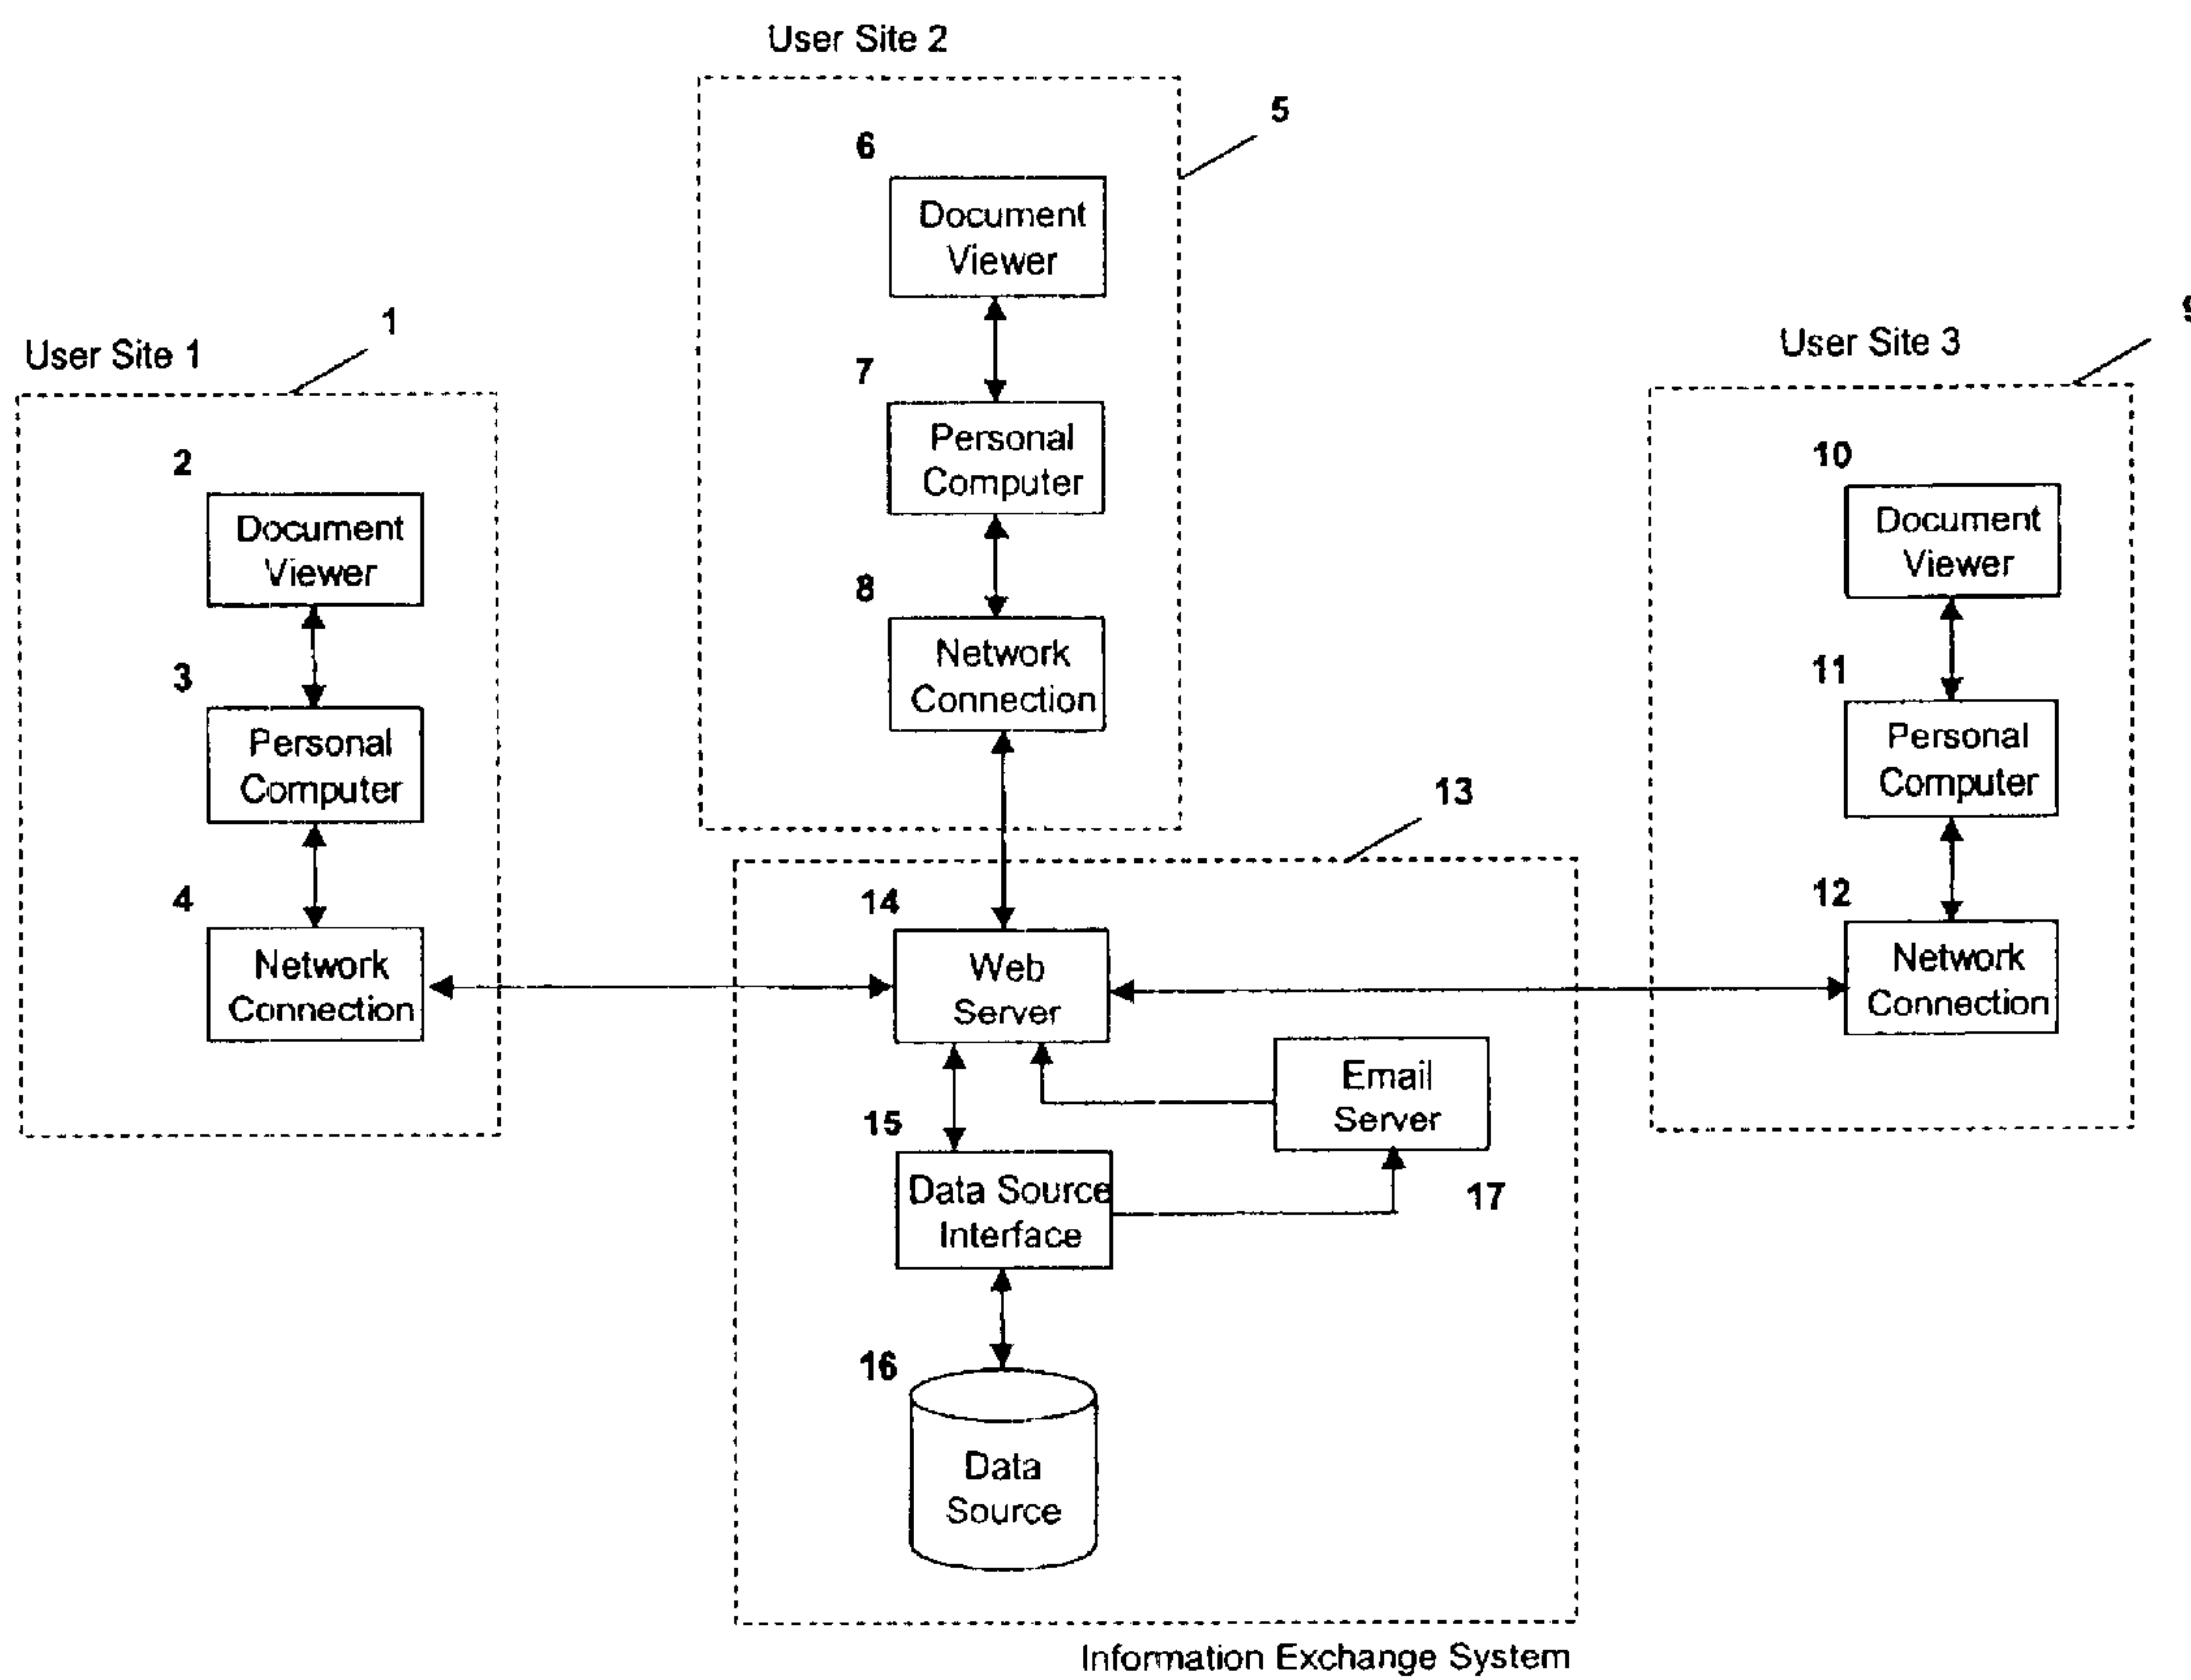 User Site 2
5
6
Document
Viewer
7
Personal
Computer
8
Network
Connection
User Site 1
1
2
Document
Viewer
3
Personal
Computer
4
Network
Connection
User Site 3
9
10
Document
Viewer
11
Personal
Computer
12
Network
Connection
13
14
Web
Server
Email
Server
17
15
Data Source
Interface
16
Data
Source
Information Exchange System